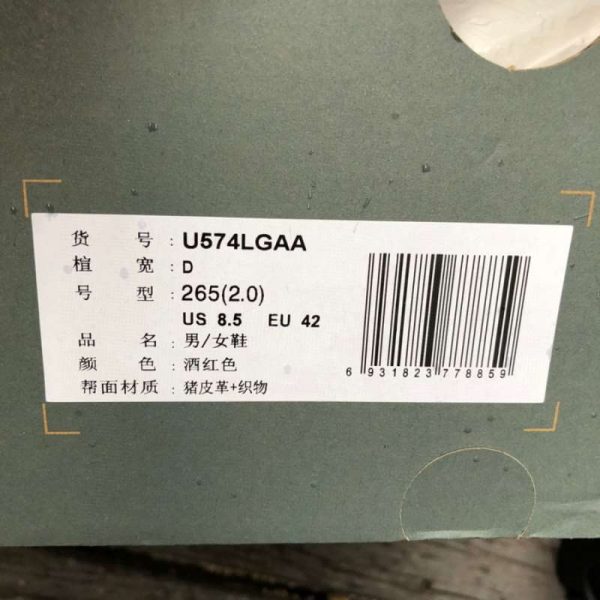 货 号 : U574LGAA
楦 宽 : D
号 型 : 265(2.0)
US 8.5 EU 42
品 名 : 男/女鞋
颜 色 : 酒红色
帮面材质 : 猪皮革+织物
6 931823 778859